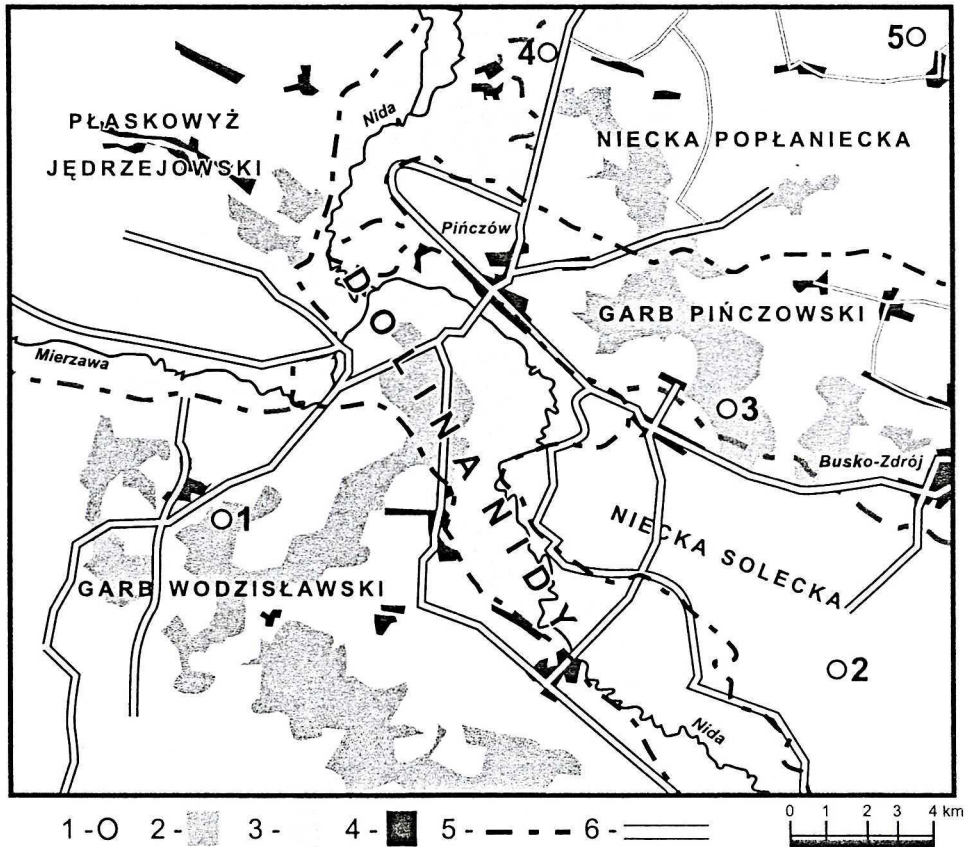 4
5
PŁASKOWYŻ
JĘDRZEJOWSKI
Nida
NIECKA POPŁANIECKA
Pińczów
GARB PIŃCZOWSKI
Mierzawa
DOLINA NIDY
3
Busko-Zdrój
1
NIECKA SOLECKA
GARB WODZISŁAWSKI
2
Nida
1 - 2 - 3 - 4 - 5 - 6 -
0 1 2 3 4 km